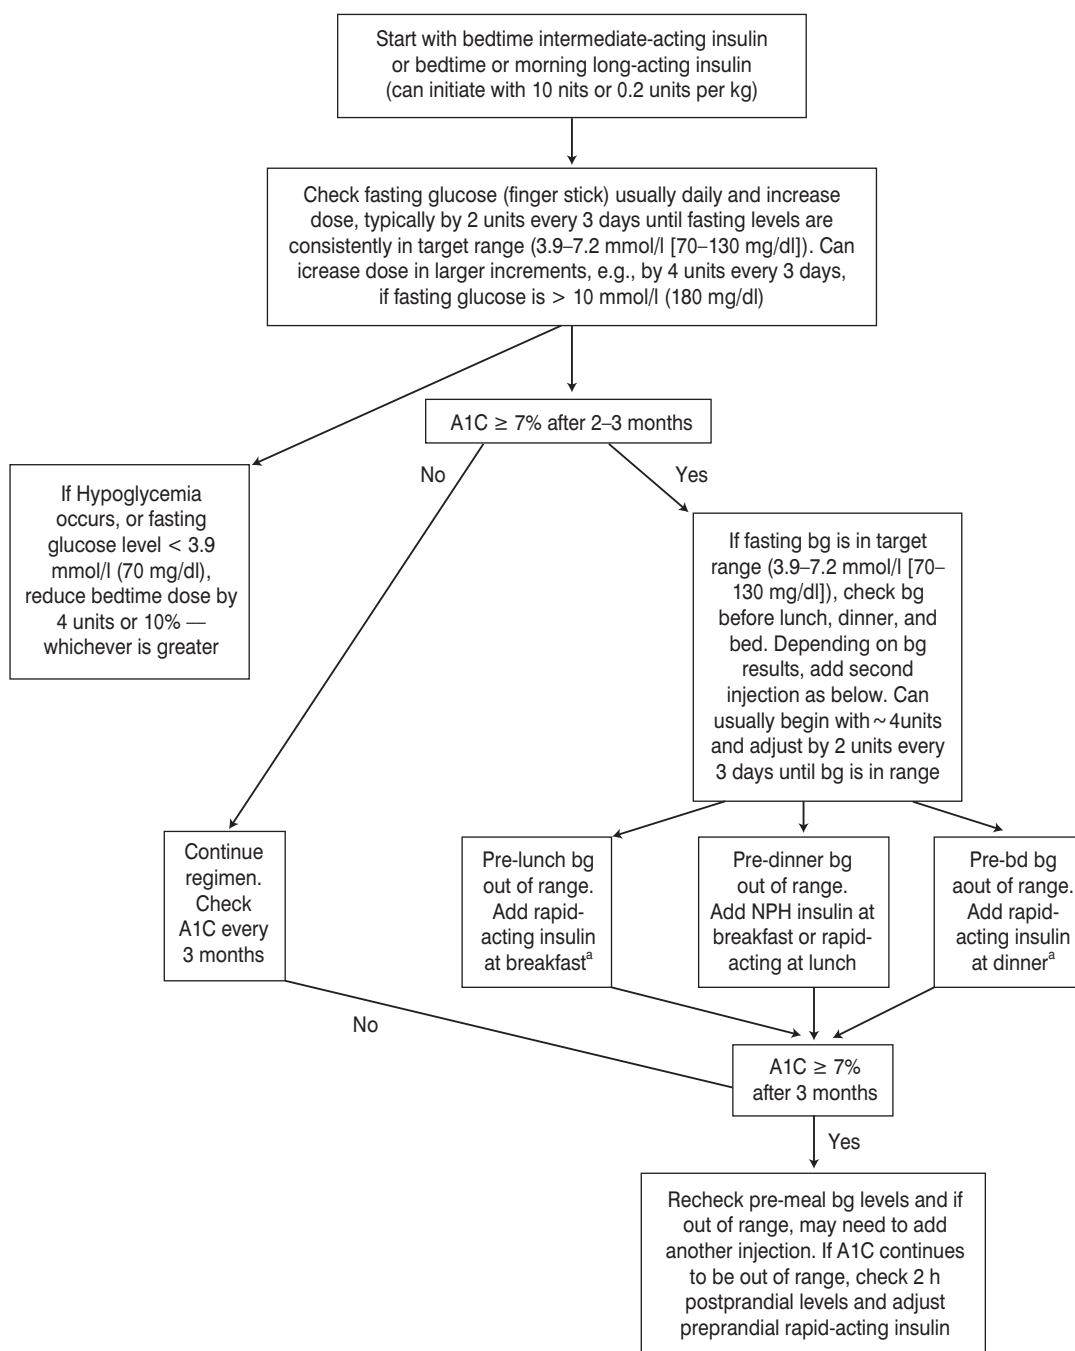 Start with bedtime intermediate-acting insulin
or bedtime or morning long-acting insulin
(can initiate with 10 nits or 0.2 units per kg)
Check fasting glucose (finger stick) usually daily and increase
dose, typically by 2 units every 3 days until fasting levels are
consistently in target range (3.9–7.2 mmol/l [70–130 mg/dl]). Can
icrease dose in larger increments, e.g., by 4 units every 3 days,
if fasting glucose is > 10 mmol/l (180 mg/dl)
A1C ≥ 7% after 2–3 months
No
Yes
If Hypoglycemia
occurs, or fasting
glucose level < 3.9
mmol/l (70 mg/dl),
reduce bedtime dose by
4 units or 10% —
whichever is greater
If fasting bg is in target
range (3.9–7.2 mmol/l [70–
130 mg/dl]), check bg
before lunch, dinner, and
bed. Depending on bg
results, add second
injection as below. Can
usually begin with ~ 4units
and adjust by 2 units every
3 days until bg is in range
Continue
regimen.
Check
A1C every
3 months
Pre-lunch bg
out of range.
Add rapid-
acting insulin
at breakfastᵃ
Pre-dinner bg
out of range.
Add NPH insulin at
breakfast or rapid-
acting at lunch
Pre-bd bg
aout of range.
Add rapid-
acting insulin
at dinnerᵃ
No
A1C ≥ 7%
after 3 months
Yes
Recheck pre-meal bg levels and if
out of range, may need to add
another injection. If A1C continues
to be out of range, check 2 h
postprandial levels and adjust
preprandial rapid-acting insulin